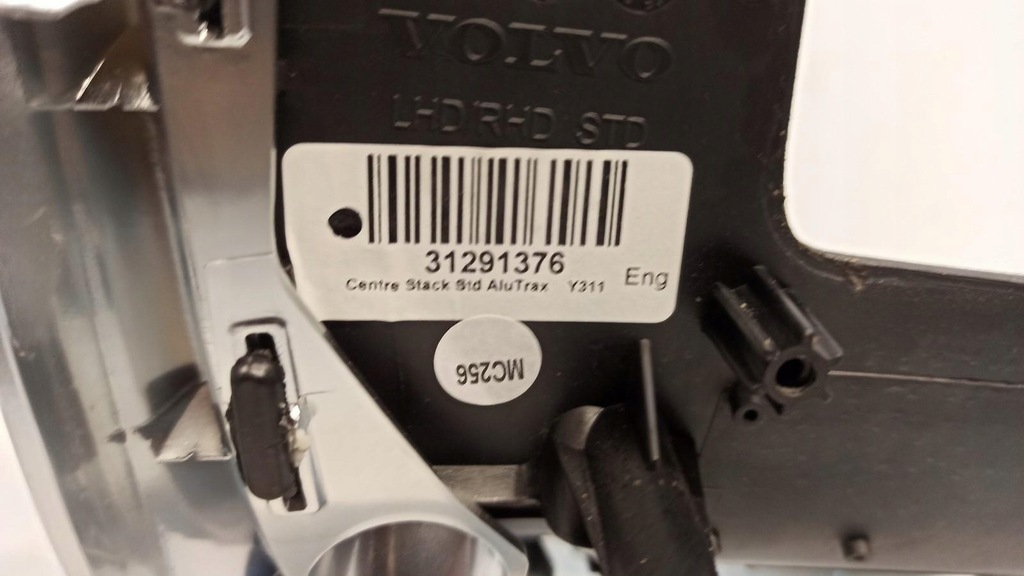 VOLVO
LHD/RHD STD
31291376
Centre Stack Std AluTrax Y311 Eng
MC256